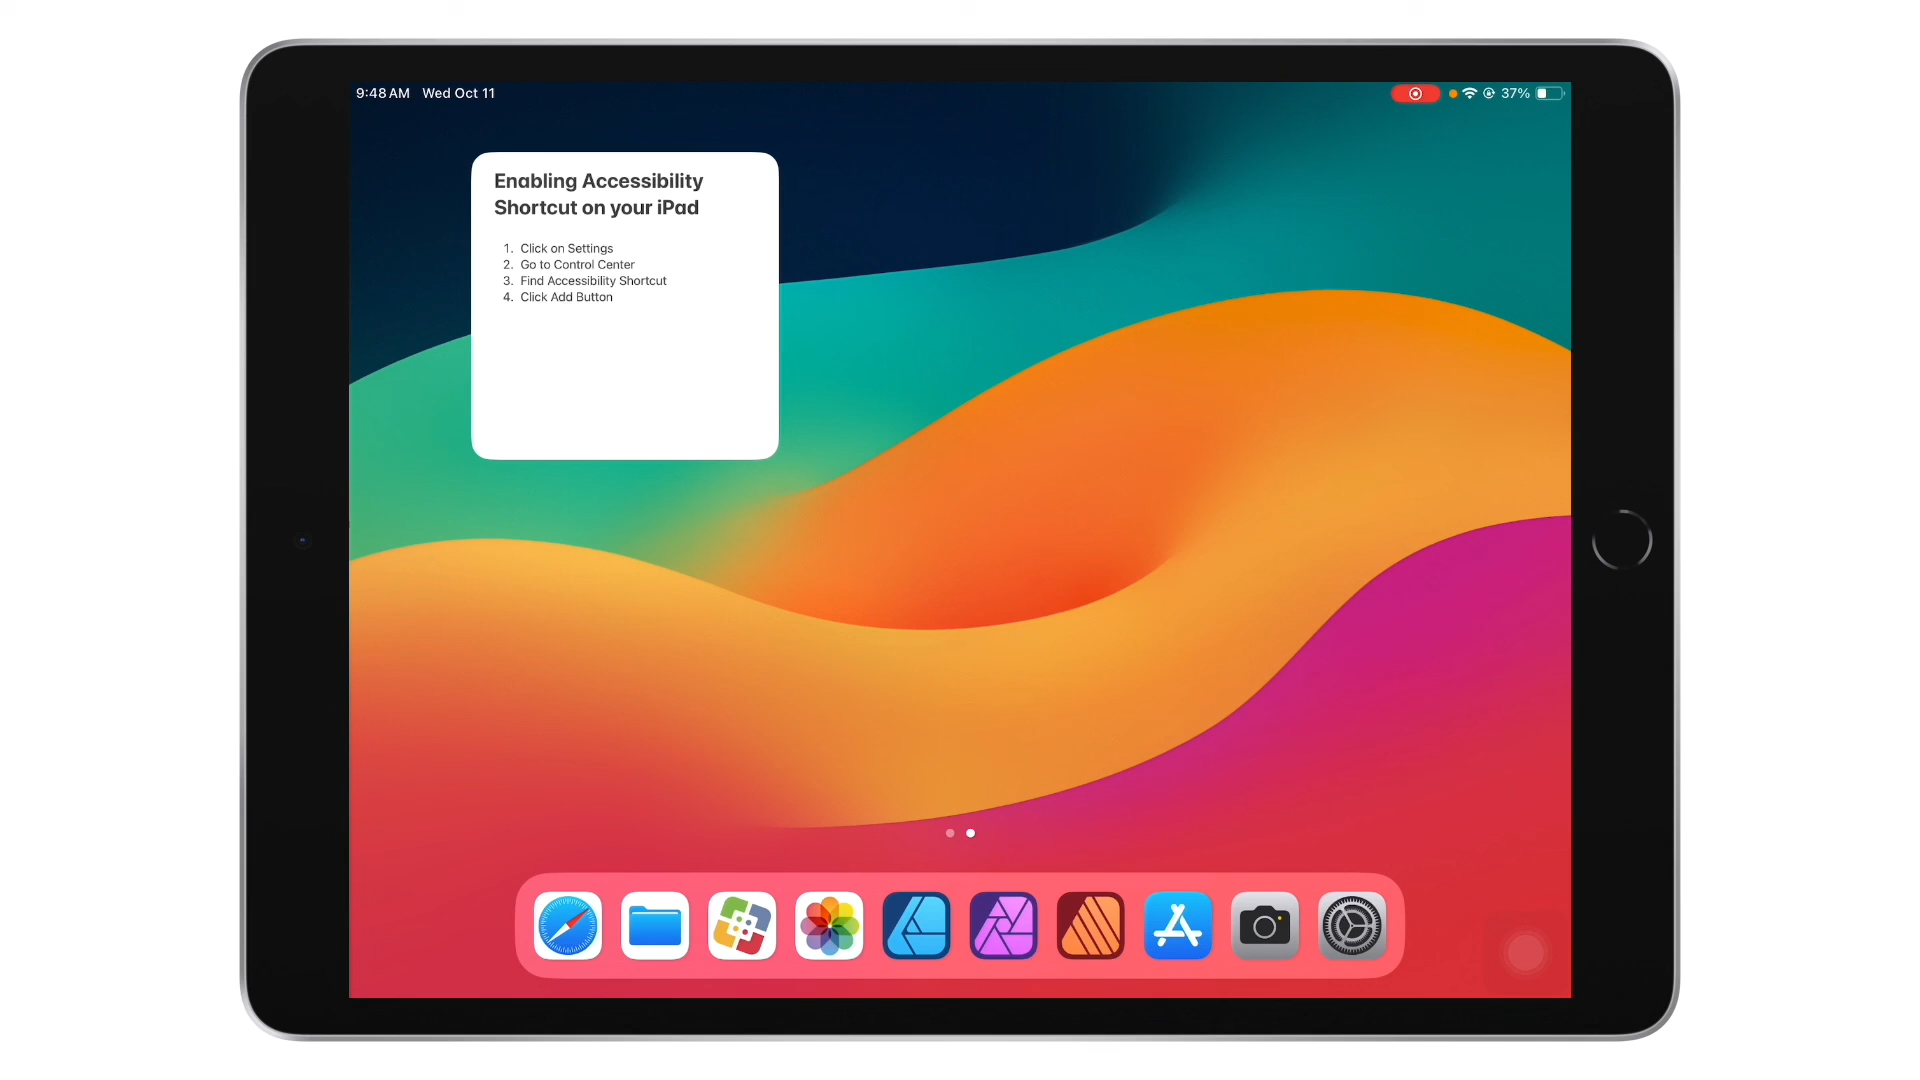 9:48 AM Wed Oct 11
37%
Enabling Accessibility
Shortcut on your iPad
1. Click on Settings
2. Go to Control Center
3. Find Accessibility Shortcut
4. Click Add Button